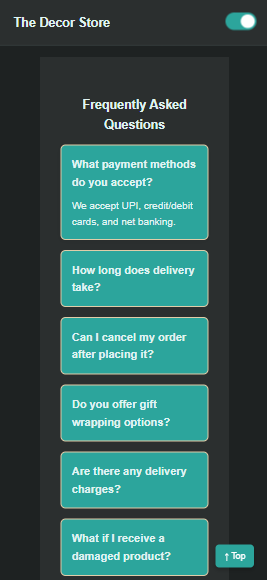 The Decor Store
Frequently Asked
Questions
What payment methods
do you accept?
We accept UPI, credit/debit
cards, and net banking.
How long does delivery
take?
Can I cancel my order
after placing it?
Do you offer gift
wrapping options?
Are there any delivery
charges?
What if I receive a
damaged product?
↑ Top